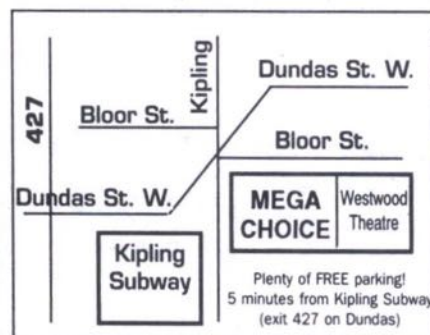 427
Kipling
Dundas St. W.
Bloor St.
Bloor St.
Dundas St. W.
MEGA
CHOICE
Westwood
Theatre
Kipling
Subway
Plenty of FREE parking!
5 minutes from Kipling Subway
(exit 427 on Dundas)